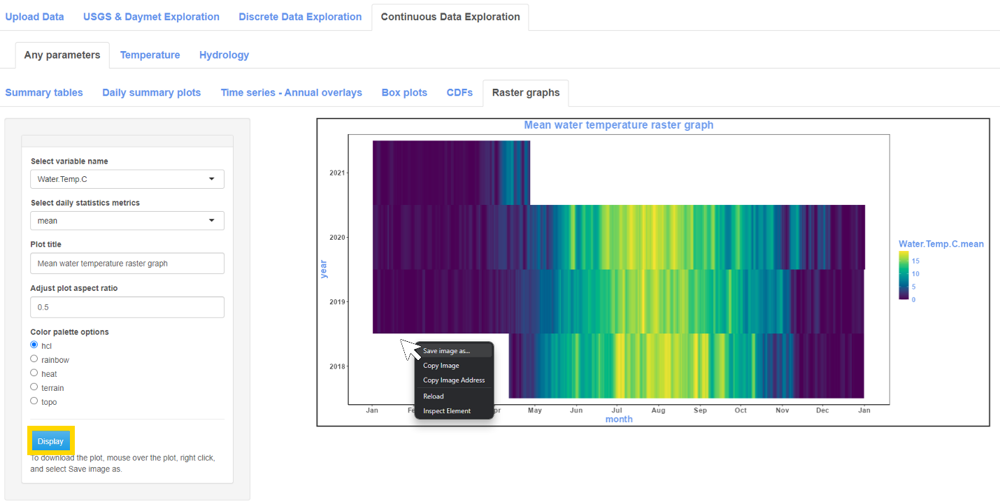 Upload Data USGS & Daymet Exploration Discrete Data Exploration Continuous Data Exploration
Any parameters Temperature Hydrology
Summary tables Daily summary plots Time series - Annual overlays Box plots CDFs Raster graphs
Select variable name
Water.Temp.C
Select daily statistics metrics
mean
Plot title
Mean water temperature raster graph
Adjust plot aspect ratio
0.5
Color palette options
hcl
rainbow
heat
terrain
topo
Display
To download the plot, mouse over the plot, right click,
and select Save image as.
Mean water temperature raster graph
year
2021
2020
2019
2018
Jan May Jun Jul Aug Sep Oct Nov Dec Jan
month
Water.Temp.C.mean
15
10
5
0
Save image as...
Copy Image
Copy Image Address
Reload
Inspect Element